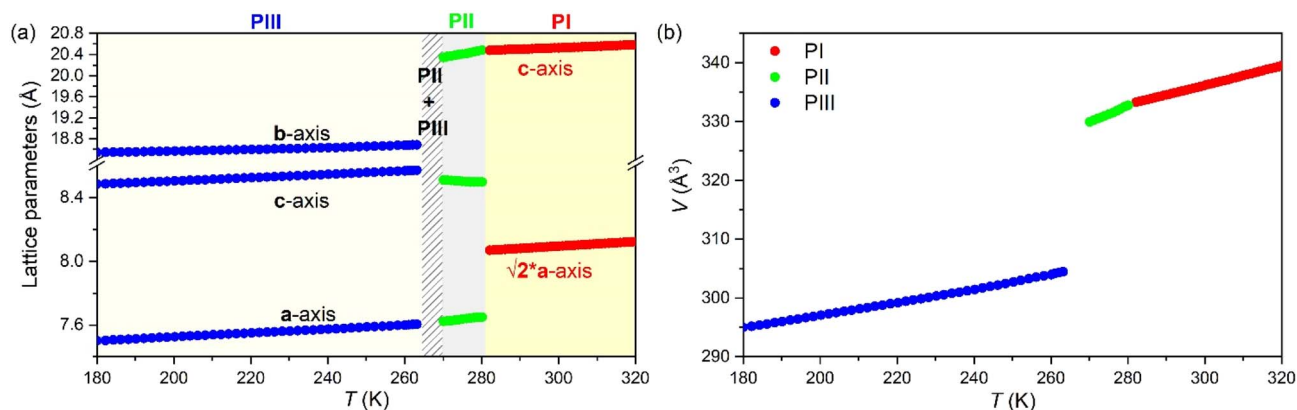 (a)
PIII
PII
PI
Lattice parameters (Å)
20.8
20.4
20.0
19.6
19.2
18.8
8.4
8.0
7.6
b-axis
c-axis
a-axis
PII
+
PIII
c-axis
√2*a-axis
180 200 220 240 260 280 300 320
T (K)
(b)
PI
PII
PIII
V (Å³)
340
330
320
305
300
295
290
180 200 220 240 260 280 300 320
T (K)